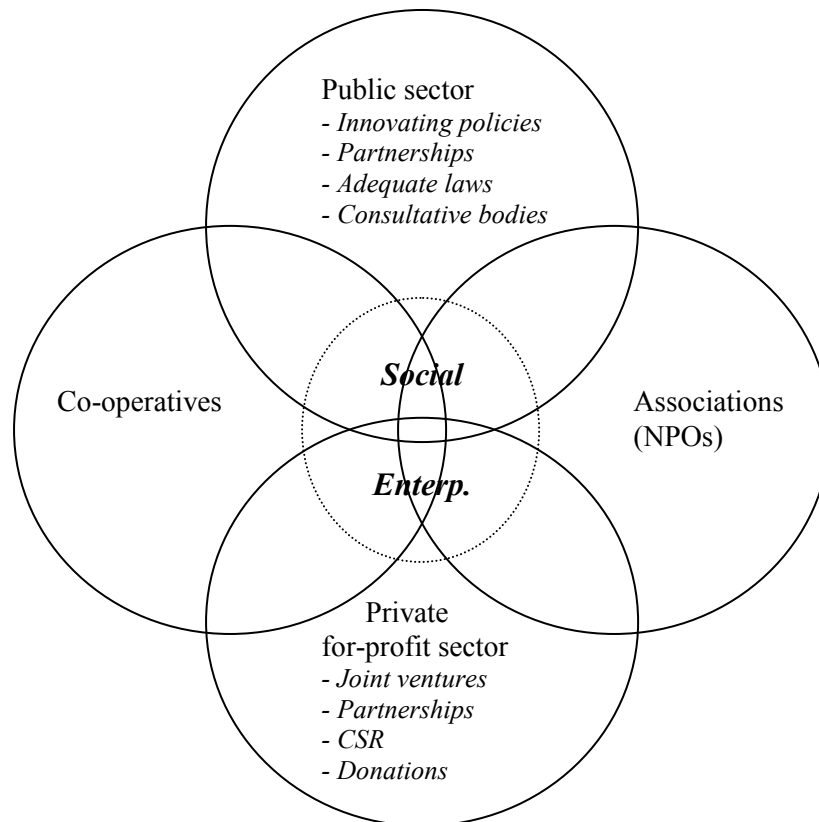 Public sector
- Innovating policies
- Partnerships
- Adequate laws
- Consultative bodies
Social
Co-operatives
Associations
(NPOs)
Enterp.
Private
for-profit sector
- Joint ventures
- Partnerships
- CSR
- Donations